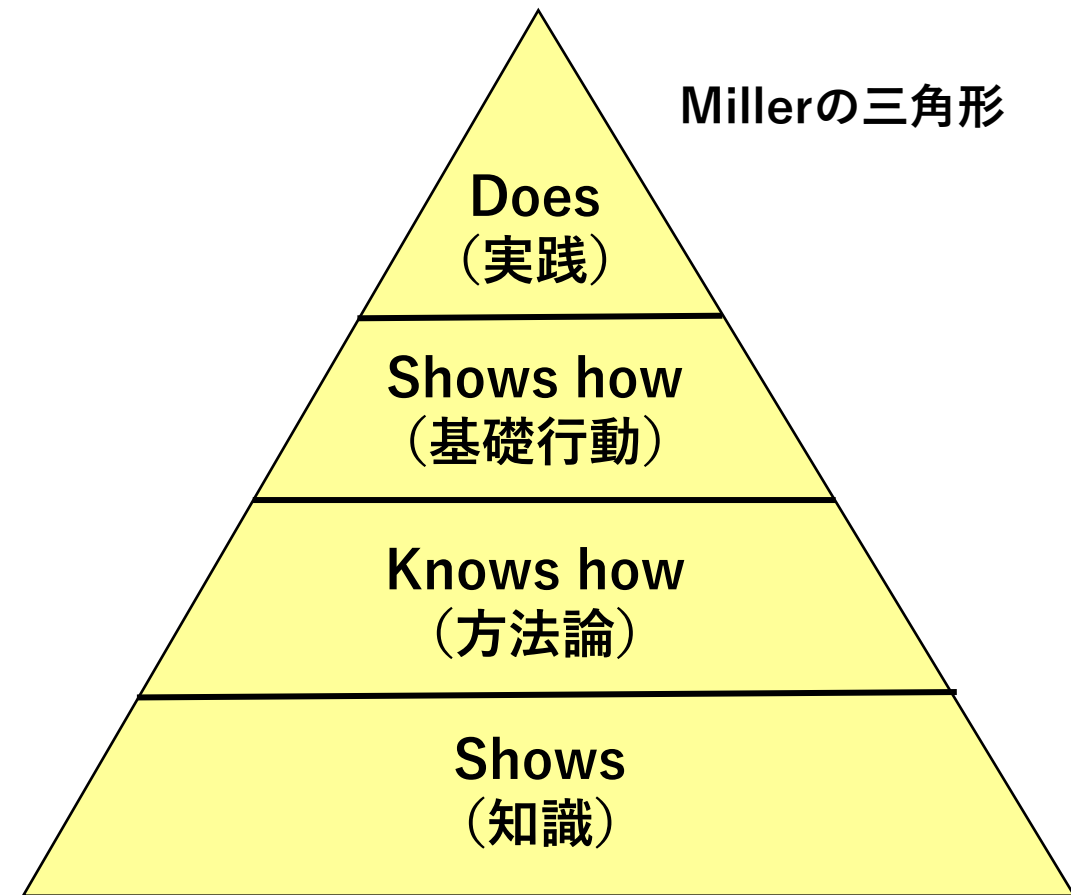 Millerの三角形
Does
（実践）
Shows how
（基礎行動）
Knows how
（方法論）
Shows
（知識）